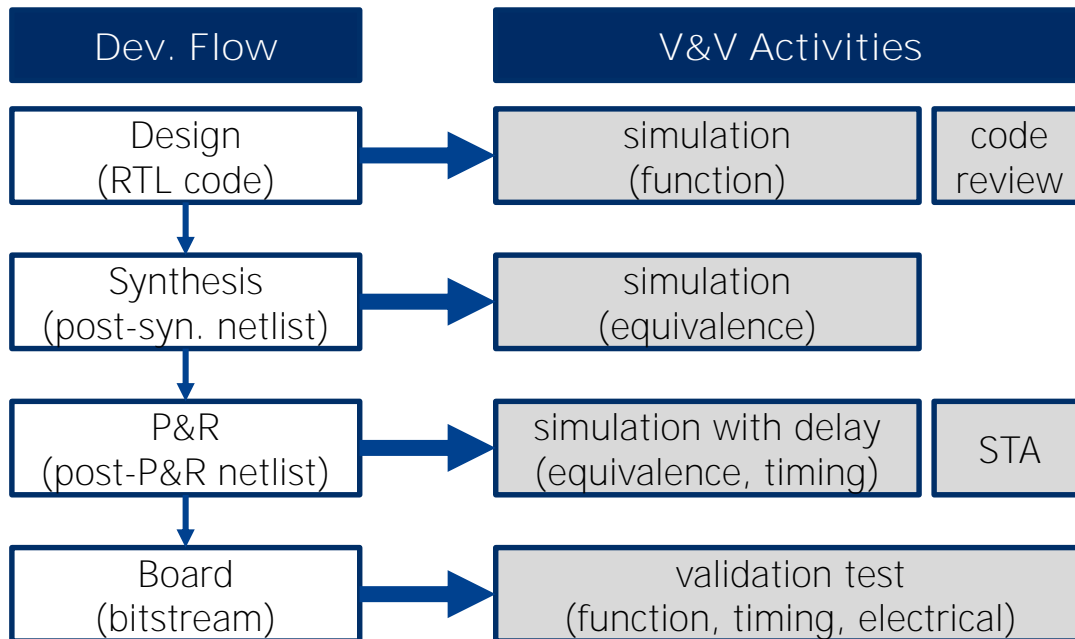 Dev. Flow
V&V Activities
Design
(RTL code)
simulation
(function)
code
review
Synthesis
(post-syn. netlist)
simulation
(equivalence)
P&R
(post-P&R netlist)
simulation with delay
(equivalence, timing)
STA
Board
(bitstream)
validation test
(function, timing, electrical)